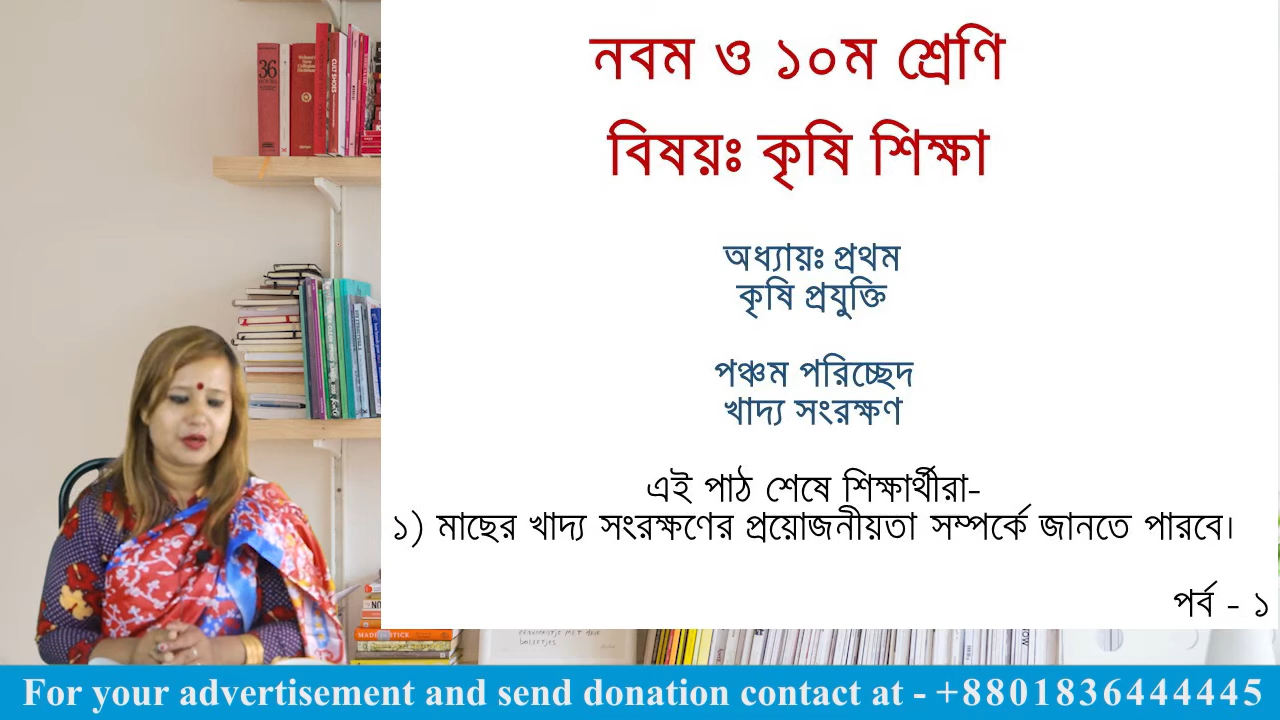 নবম ও ১০ম শ্রেণি
বিষয়ঃ কৃষি শিক্ষা
অধ্যায়ঃ প্রথম
কৃষি প্রযুক্তি
পঞ্চম পরিচ্ছেদ
খাদ্য সংরক্ষণ
এই পাঠ শেষে শিক্ষার্থীরা-
১) মাছের খাদ্য সংরক্ষণের প্রয়োজনীয়তা সম্পর্কে জানতে পারবে।
পর্ব - ১
36
For your advertisement and send donation contact at - +8801836444445